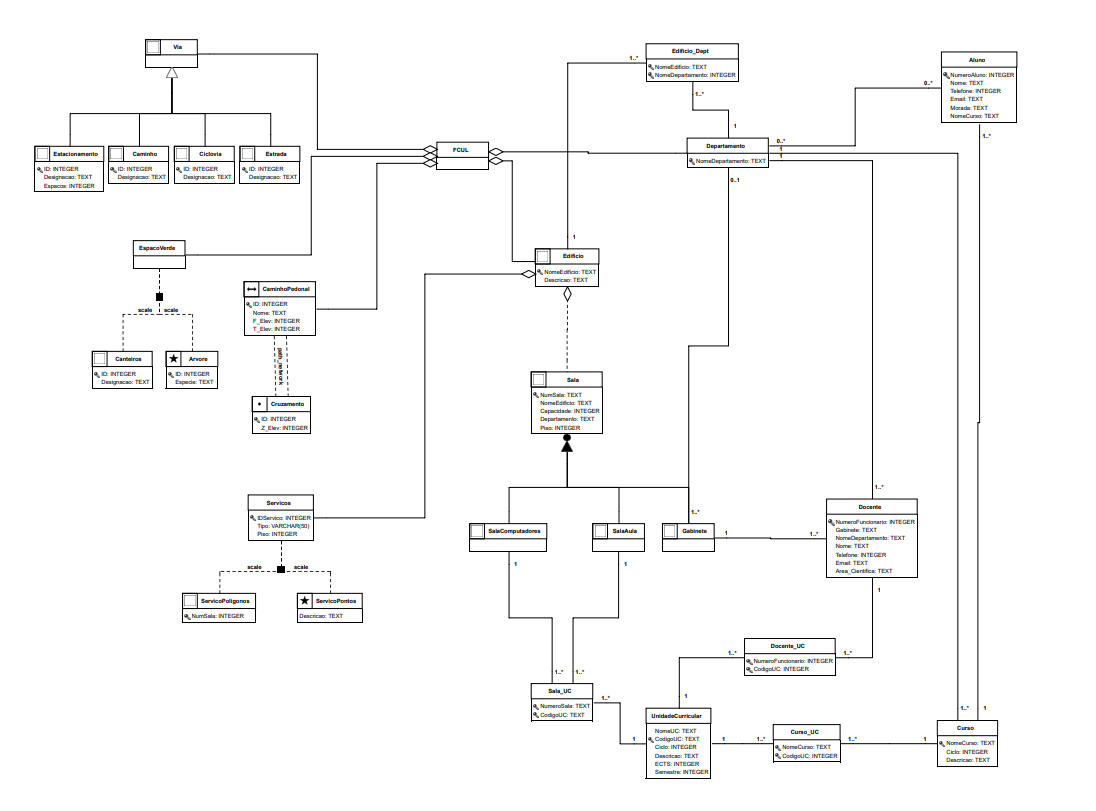 Via
Estacionamento
ID: INTEGER
Designacao: TEXT
Espacos: INTEGER
Caminho
ID: INTEGER
Designacao: TEXT
Ciclovia
ID: INTEGER
Designacao: TEXT
Estrada
ID: INTEGER
Designacao: TEXT
FCUL
Edificio_Dept
NomeEdificio: TEXT
NomeDepartamento: INTEGER
1..*
1..*
1
Departamento
NomeDepartamento: TEXT
0..*
1
1
0..1
Aluno
NumeroAluno: INTEGER
Nome: TEXT
Telefone: INTEGER
Email: TEXT
Morada: TEXT
NomeCurso: TEXT
0..*
1..*
EspacoVerde
scale
scale
Canteiros
ID: INTEGER
Designacao: TEXT
Arvore
ID: INTEGER
Especie: TEXT
CaminhoPedonal
ID: INTEGER
Nome: TEXT
F_Elev: INTEGER
T_Elev: INTEGER
Cruzamento
ID: INTEGER
Z_Elev: INTEGER
1
Edificio
NomeEdificio: TEXT
Descricao: TEXT
Sala
NumSala: TEXT
NomeEdificio: TEXT
Capacidade: INTEGER
Departamento: TEXT
Piso: INTEGER
Servicos
IDServico: INTEGER
Tipo: VARCHAR(50)
Piso: INTEGER
scale
scale
ServicoPoligonos
NumSala: INTEGER
ServicoPontos
Descricao: TEXT
SalaComputadores
1
SalaAula
1
1..*
Gabinete
1
1..*
1..*
Docente
NumeroFuncionario: INTEGER
Gabinete: TEXT
NomeDepartamento: TEXT
Nome: TEXT
Telefone: INTEGER
Email: TEXT
Area_Cientifica: TEXT
1
Docente_UC
NumeroFuncionario: INTEGER
CodigoUC: INTEGER
1..*
1..*
1..*
1..*
Sala_UC
NumeroSala: TEXT
CodigoUC: TEXT
1..*
1
1
UnidadeCurricular
NomeUC: TEXT
CodigoUC: TEXT
Ciclo: INTEGER
Descricao: TEXT
ECTS: INTEGER
Semestre: INTEGER
1
1..*
Curso_UC
NomeCurso: TEXT
CodigoUC: INTEGER
1..*
1
1..*
1
Curso
NomeCurso: TEXT
Ciclo: INTEGER
Descricao: TEXT